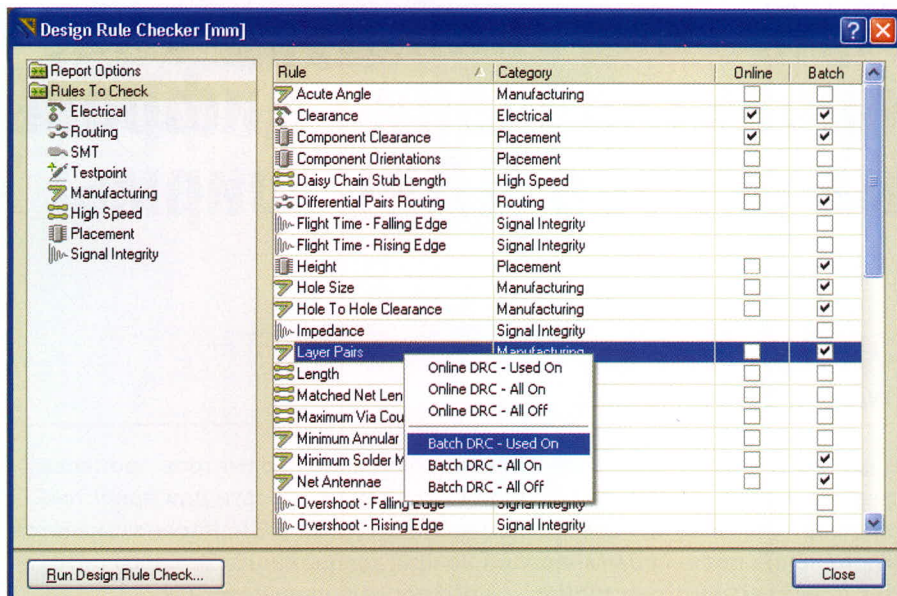 Design Rule Checker [mm]
Report Options
Rules To Check
Electrical
Routing
SMT
Testpoint
Manufacturing
High Speed
Placement
Signal Integrity
Rule Category Online Batch
Acute Angle Manufacturing
Clearance Electrical
Component Clearance Placement
Component Orientations Placement
Daisy Chain Stub Length High Speed
Differential Pairs Routing Routing
Flight Time - Falling Edge Signal Integrity
Flight Time - Rising Edge Signal Integrity
Height Placement
Hole Size Manufacturing
Hole To Hole Clearance Manufacturing
Impedance Signal Integrity
Layer Pairs Manufacturing
Length
Matched Net Len
Maximum Via Cou
Minimum Annular
Minimum Solder M
Net Antennae
Overshoot - Falling Edge Signal Integrity
Overshoot - Rising Edge Signal Integrity
Online DRC - Used On
Online DRC - All On
Online DRC - All Off
Batch DRC - Used On
Batch DRC - All On
Batch DRC - All Off
Run Design Rule Check...
Close